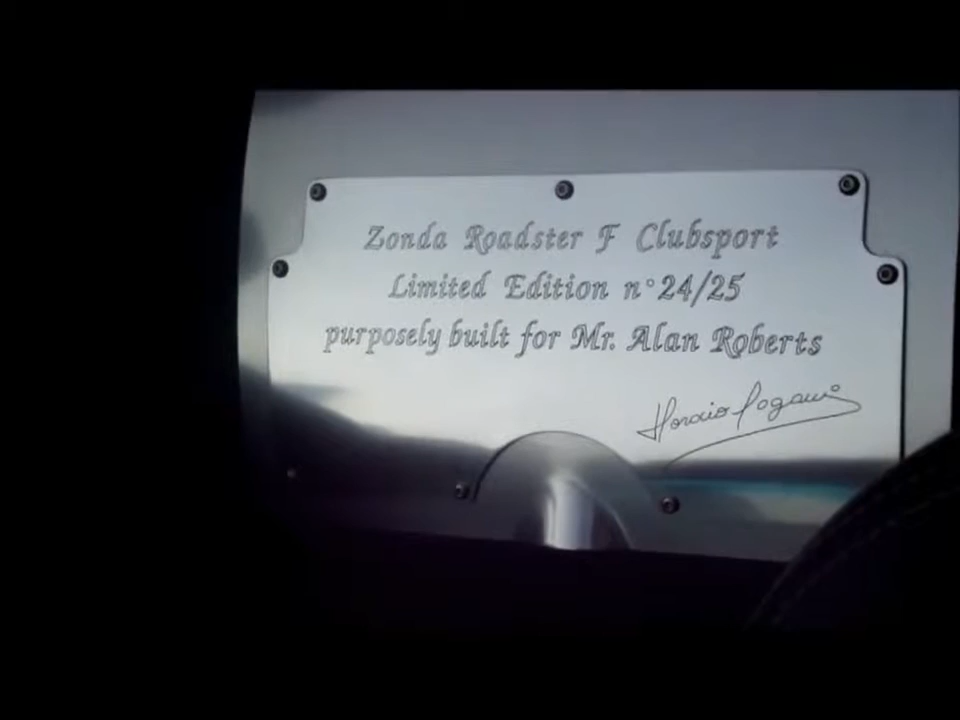 Zonda Roadster F Clubsport
Limited Edition n° 24/25
purposely built for Mr. Alan Roberts
Horacio Pagani